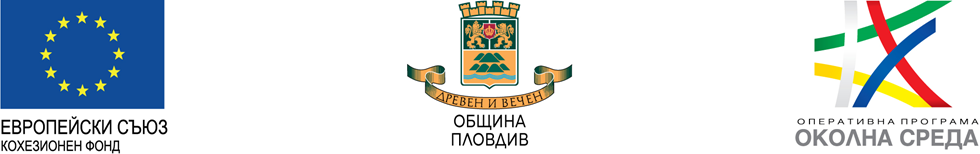 ЕВРОПЕЙСКИ СЪЮЗ
КОХЕЗИОНЕН ФОНД
ДРЕВЕН И ВЕЧЕН
ОБЩИНА
ПЛОВДИВ
ОПЕРАТИВНА ПРОГРАМА
ОКОЛНА СРЕДА